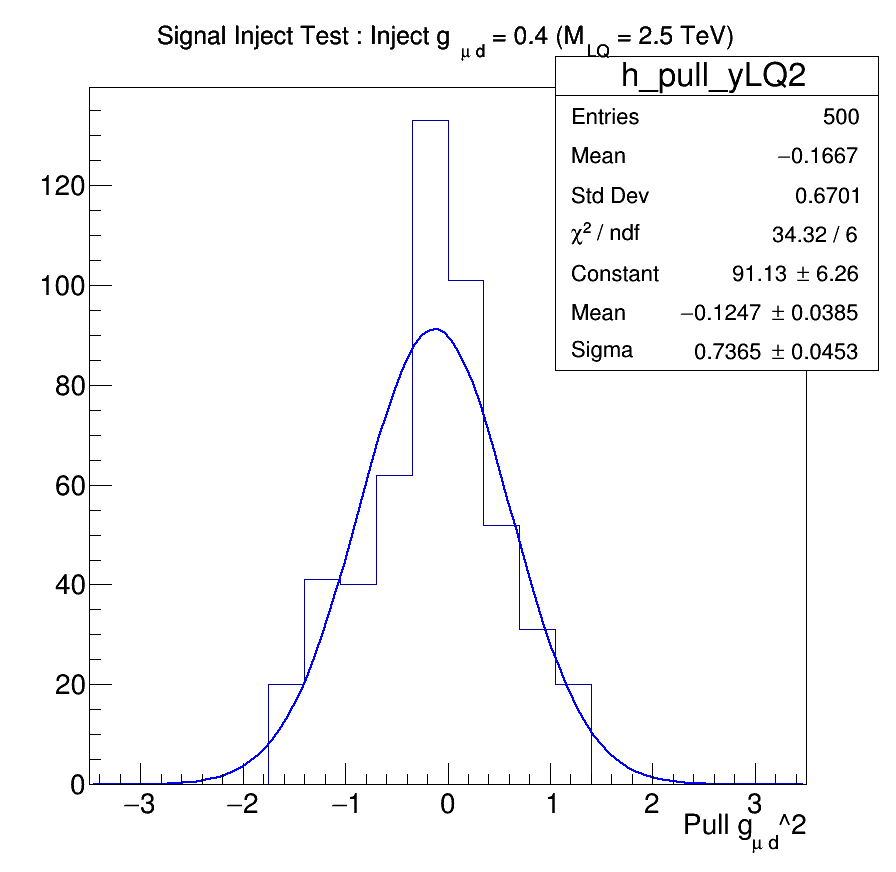 Signal Inject Test : Inject g μ d = 0.4 (M LQ = 2.5 TeV)
h_pull_yLQ2
Entries 500
Mean −0.1667
Std Dev 0.6701
χ² / ndf 34.32 / 6
Constant 91.13 ± 6.26
Mean −0.1247 ± 0.0385
Sigma 0.7365 ± 0.0453
120
100
80
60
40
20
0
−3 −2 −1 0 1 2 3
Pull g μ d ^2